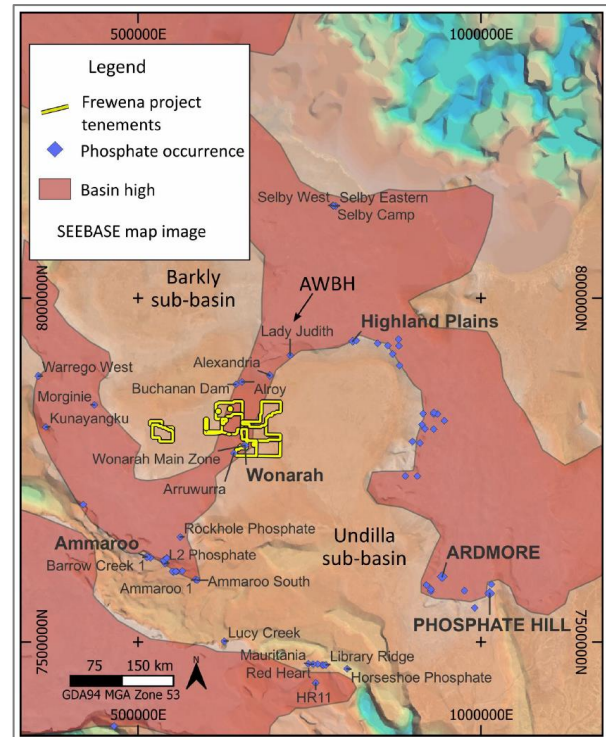 500000E
1000000E
Legend
Frewena project
tenements
Phosphate occurrence
Basin high
SEEBASE map image
Selby West
Selby Eastern
Selby Camp
Barkly
sub-basin
AWBH
8000000N
8000000N
Lady Judith
Highland Plains
Alexandria
Warrego West
Buchanan Dam
Alroy
Morginie
Kunayangku
Wonarah Main Zone
Wonarah
Arruwurra
Rockhole Phosphate
Undilla
sub-basin
Ammaroo
L2 Phosphate
Barrow Creek 1
ARDMORE
Ammaroo 1
Ammaroo South
PHOSPHATE HILL
Lucy Creek
7500000N
7500000N
Mauritania
Library Ridge
Red Heart
Horseshoe Phosphate
HR11
75
150 km
N
GDA94 MGA Zone 53
500000E
1000000E